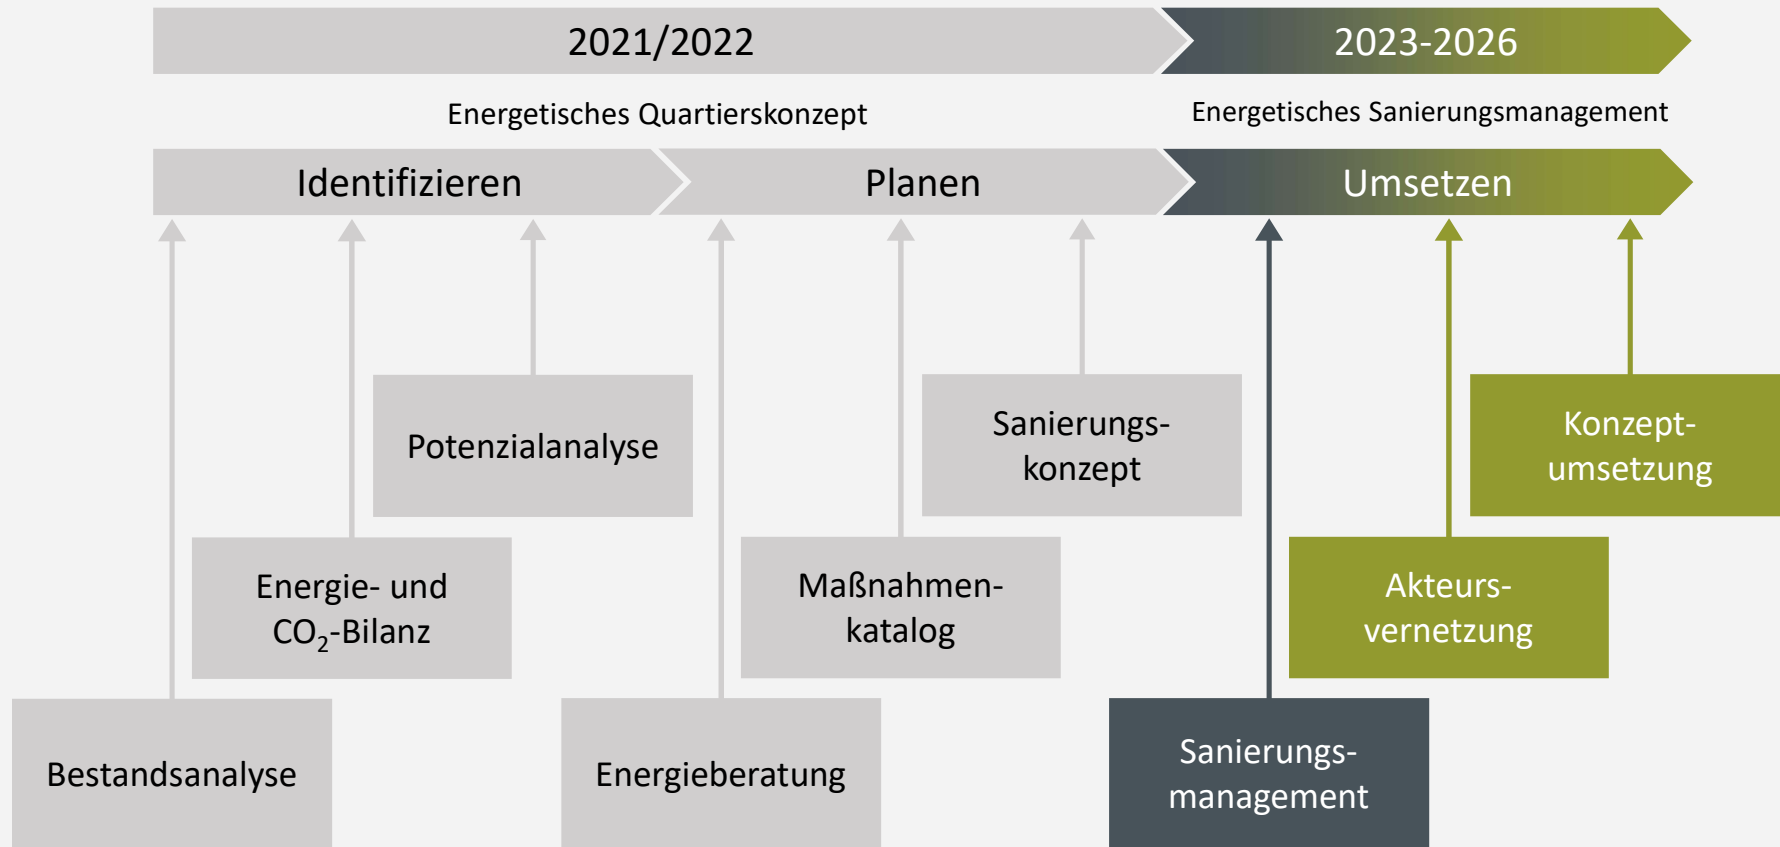 2021/2022
2023-2026
Energetisches Quartierskonzept
Energetisches Sanierungsmanagement
Identifizieren
Planen
Umsetzen
Potenzialanalyse
Sanierungs-
konzept
Konzept-
umsetzung
Energie- und
CO₂-Bilanz
Maßnahmen-
katalog
Akteurs-
vernetzung
Bestandsanalyse
Energieberatung
Sanierungs-
management